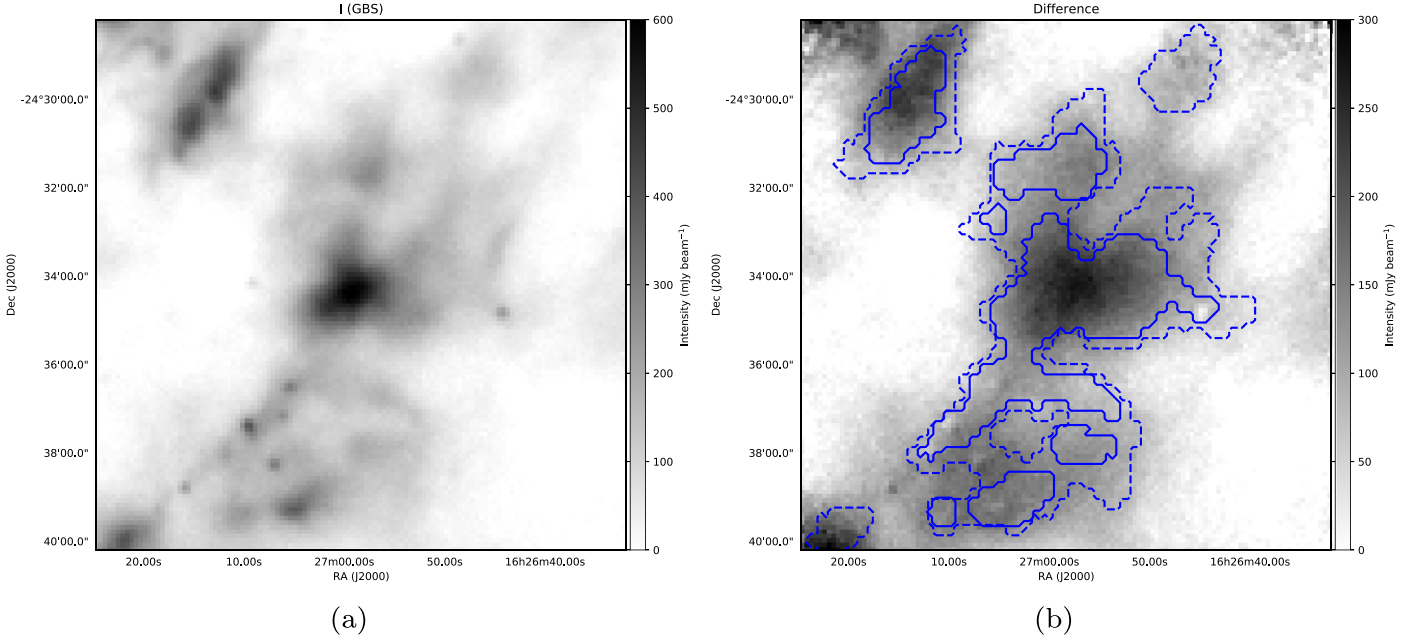 I (GBS)
-24°30'00.0"
32'00.0"
34'00.0"
36'00.0"
38'00.0"
40'00.0"
Dec (J2000)
20.00s 10.00s 27m00.00s 50.00s 16h26m40.00s
RA (J2000)
600
500
400
300
200
100
0
Intensity (mJy beam⁻¹)
(a)
Difference
-24°30'00.0"
32'00.0"
34'00.0"
36'00.0"
38'00.0"
40'00.0"
Dec (J2000)
20.00s 10.00s 27m00.00s 50.00s 16h26m40.00s
RA (J2000)
300
250
200
150
100
50
0
Intensity (mJy beam⁻¹)
(b)